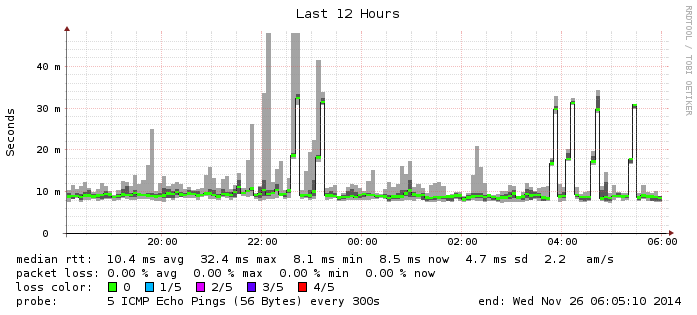 Last 12 Hours
RRDTOOL / TOBI OETIKER
Seconds
40 m
30 m
20 m
10 m
0
20:00 22:00 00:00 02:00 04:00 06:00
median rtt: 10.4 ms avg 32.4 ms max 8.1 ms min 8.5 ms now 4.7 ms sd 2.2 am/s
packet loss: 0.00 % avg 0.00 % max 0.00 % min 0.00 % now
loss color: 0 1/5 2/5 3/5 4/5
probe: 5 ICMP Echo Pings (56 Bytes) every 300s end: Wed Nov 26 06:05:10 2014